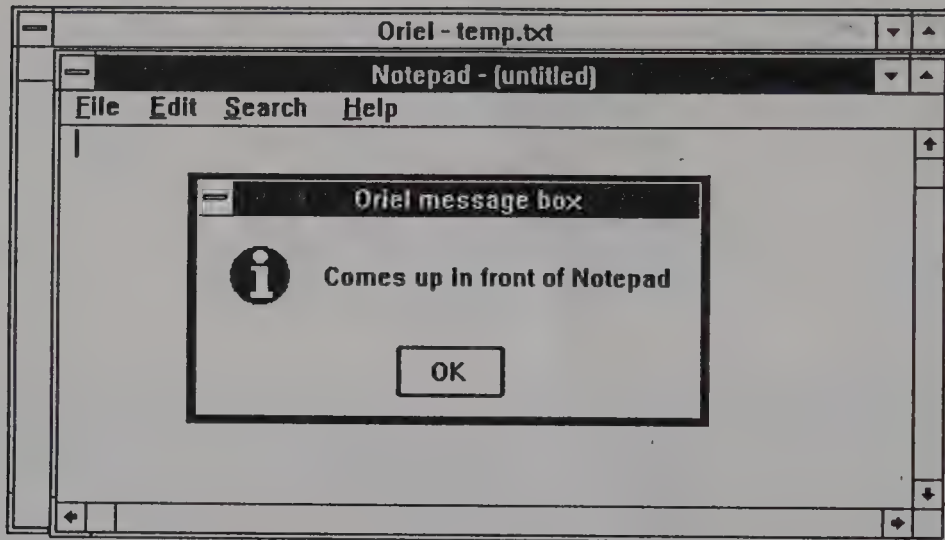 Oriel - temp.txt
Notepad - (untitled)
File Edit Search Help
Oriel message box
Comes up in front of Notepad
OK